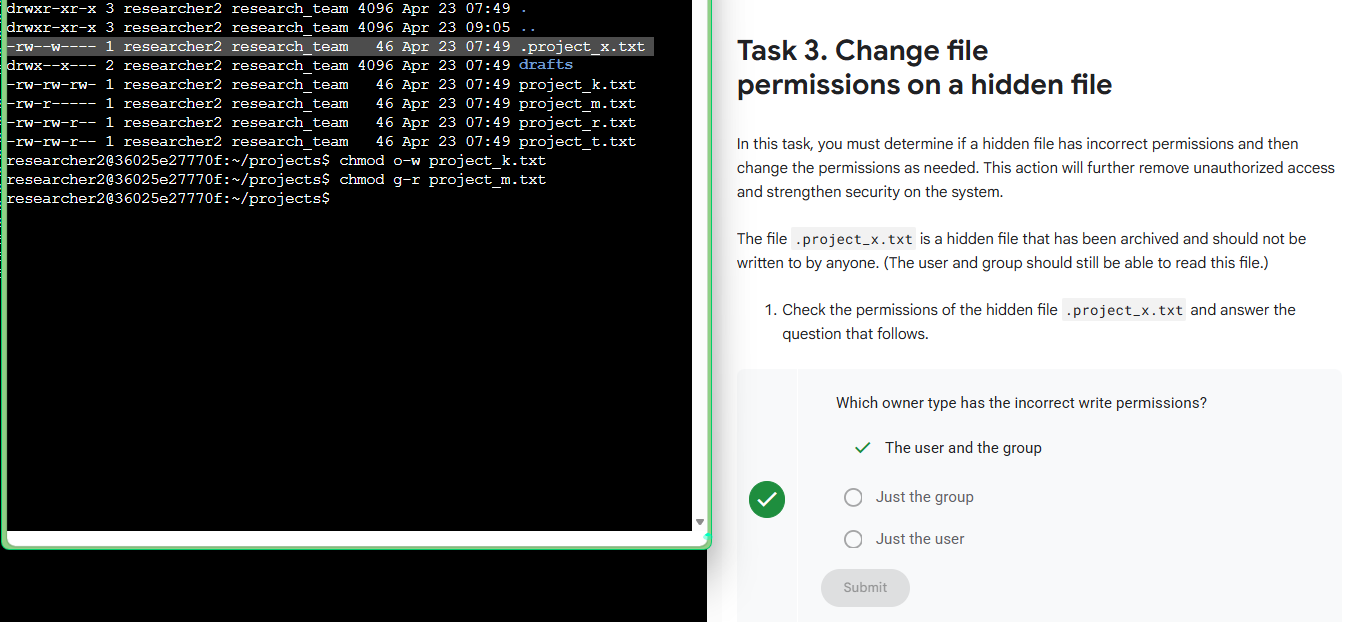 drwxr-xr-x 3 researcher2 research_team 4096 Apr 23 07:49 .
drwxr-xr-x 3 researcher2 research_team 4096 Apr 23 09:05 ..
-rw--w---- 1 researcher2 research_team   46 Apr 23 07:49 .project_x.txt
drwx--x--- 2 researcher2 research_team 4096 Apr 23 07:49 drafts
-rw-rw-rw- 1 researcher2 research_team   46 Apr 23 07:49 project_k.txt
-rw-r----- 1 researcher2 research_team   46 Apr 23 07:49 project_m.txt
-rw-rw-r-- 1 researcher2 research_team   46 Apr 23 07:49 project_r.txt
-rw-rw-r-- 1 researcher2 research_team   46 Apr 23 07:49 project_t.txt
researcher2@36025e27770f:~/projects$ chmod o-w project_k.txt
researcher2@36025e27770f:~/projects$ chmod g-r project_m.txt
researcher2@36025e27770f:~/projects$
Task 3. Change file
permissions on a hidden file
In this task, you must determine if a hidden file has incorrect permissions and then
change the permissions as needed. This action will further remove unauthorized access
and strengthen security on the system.
The file .project_x.txt is a hidden file that has been archived and should not be
written to by anyone. (The user and group should still be able to read this file.)
1. Check the permissions of the hidden file .project_x.txt and answer the
question that follows.
Which owner type has the incorrect write permissions?
The user and the group
Just the group
Just the user
Submit